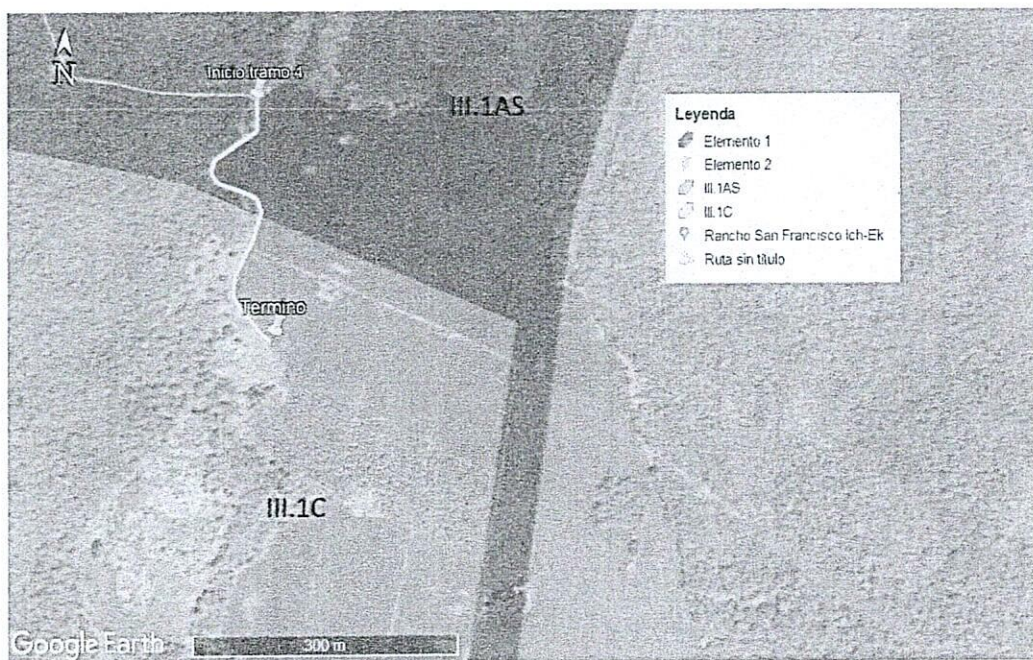 N
Inicio tramo 4
III.1AS
Leyenda
Elemento 1
Elemento 2
III.1AS
III.1C
Rancho San Francisco Ich-Ek
Ruta sin título
Termino
III.1C
Google Earth
300 m